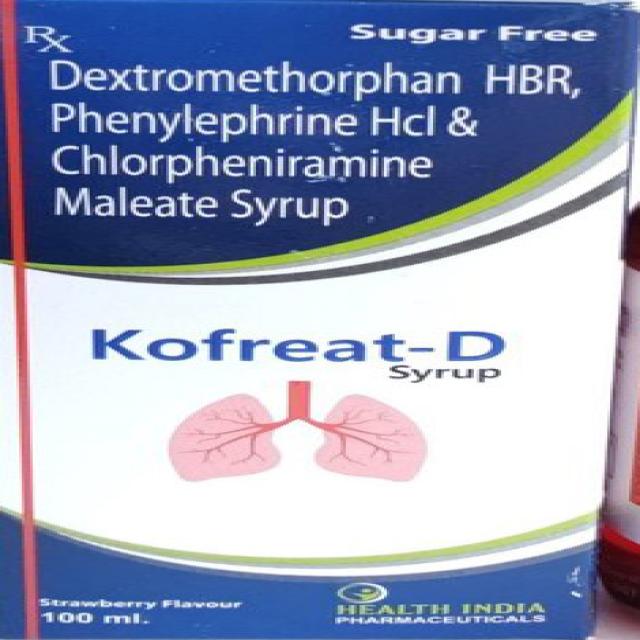 Rx
Sugar Free
Dextromethorphan HBR,
Phenylephrine Hcl &
Chlorpheniramine
Maleate Syrup
Kofreat-D
Syrup
Strawberry Flavour
100 ml.
HEALTH INDIA
PHARMACEUTICALS